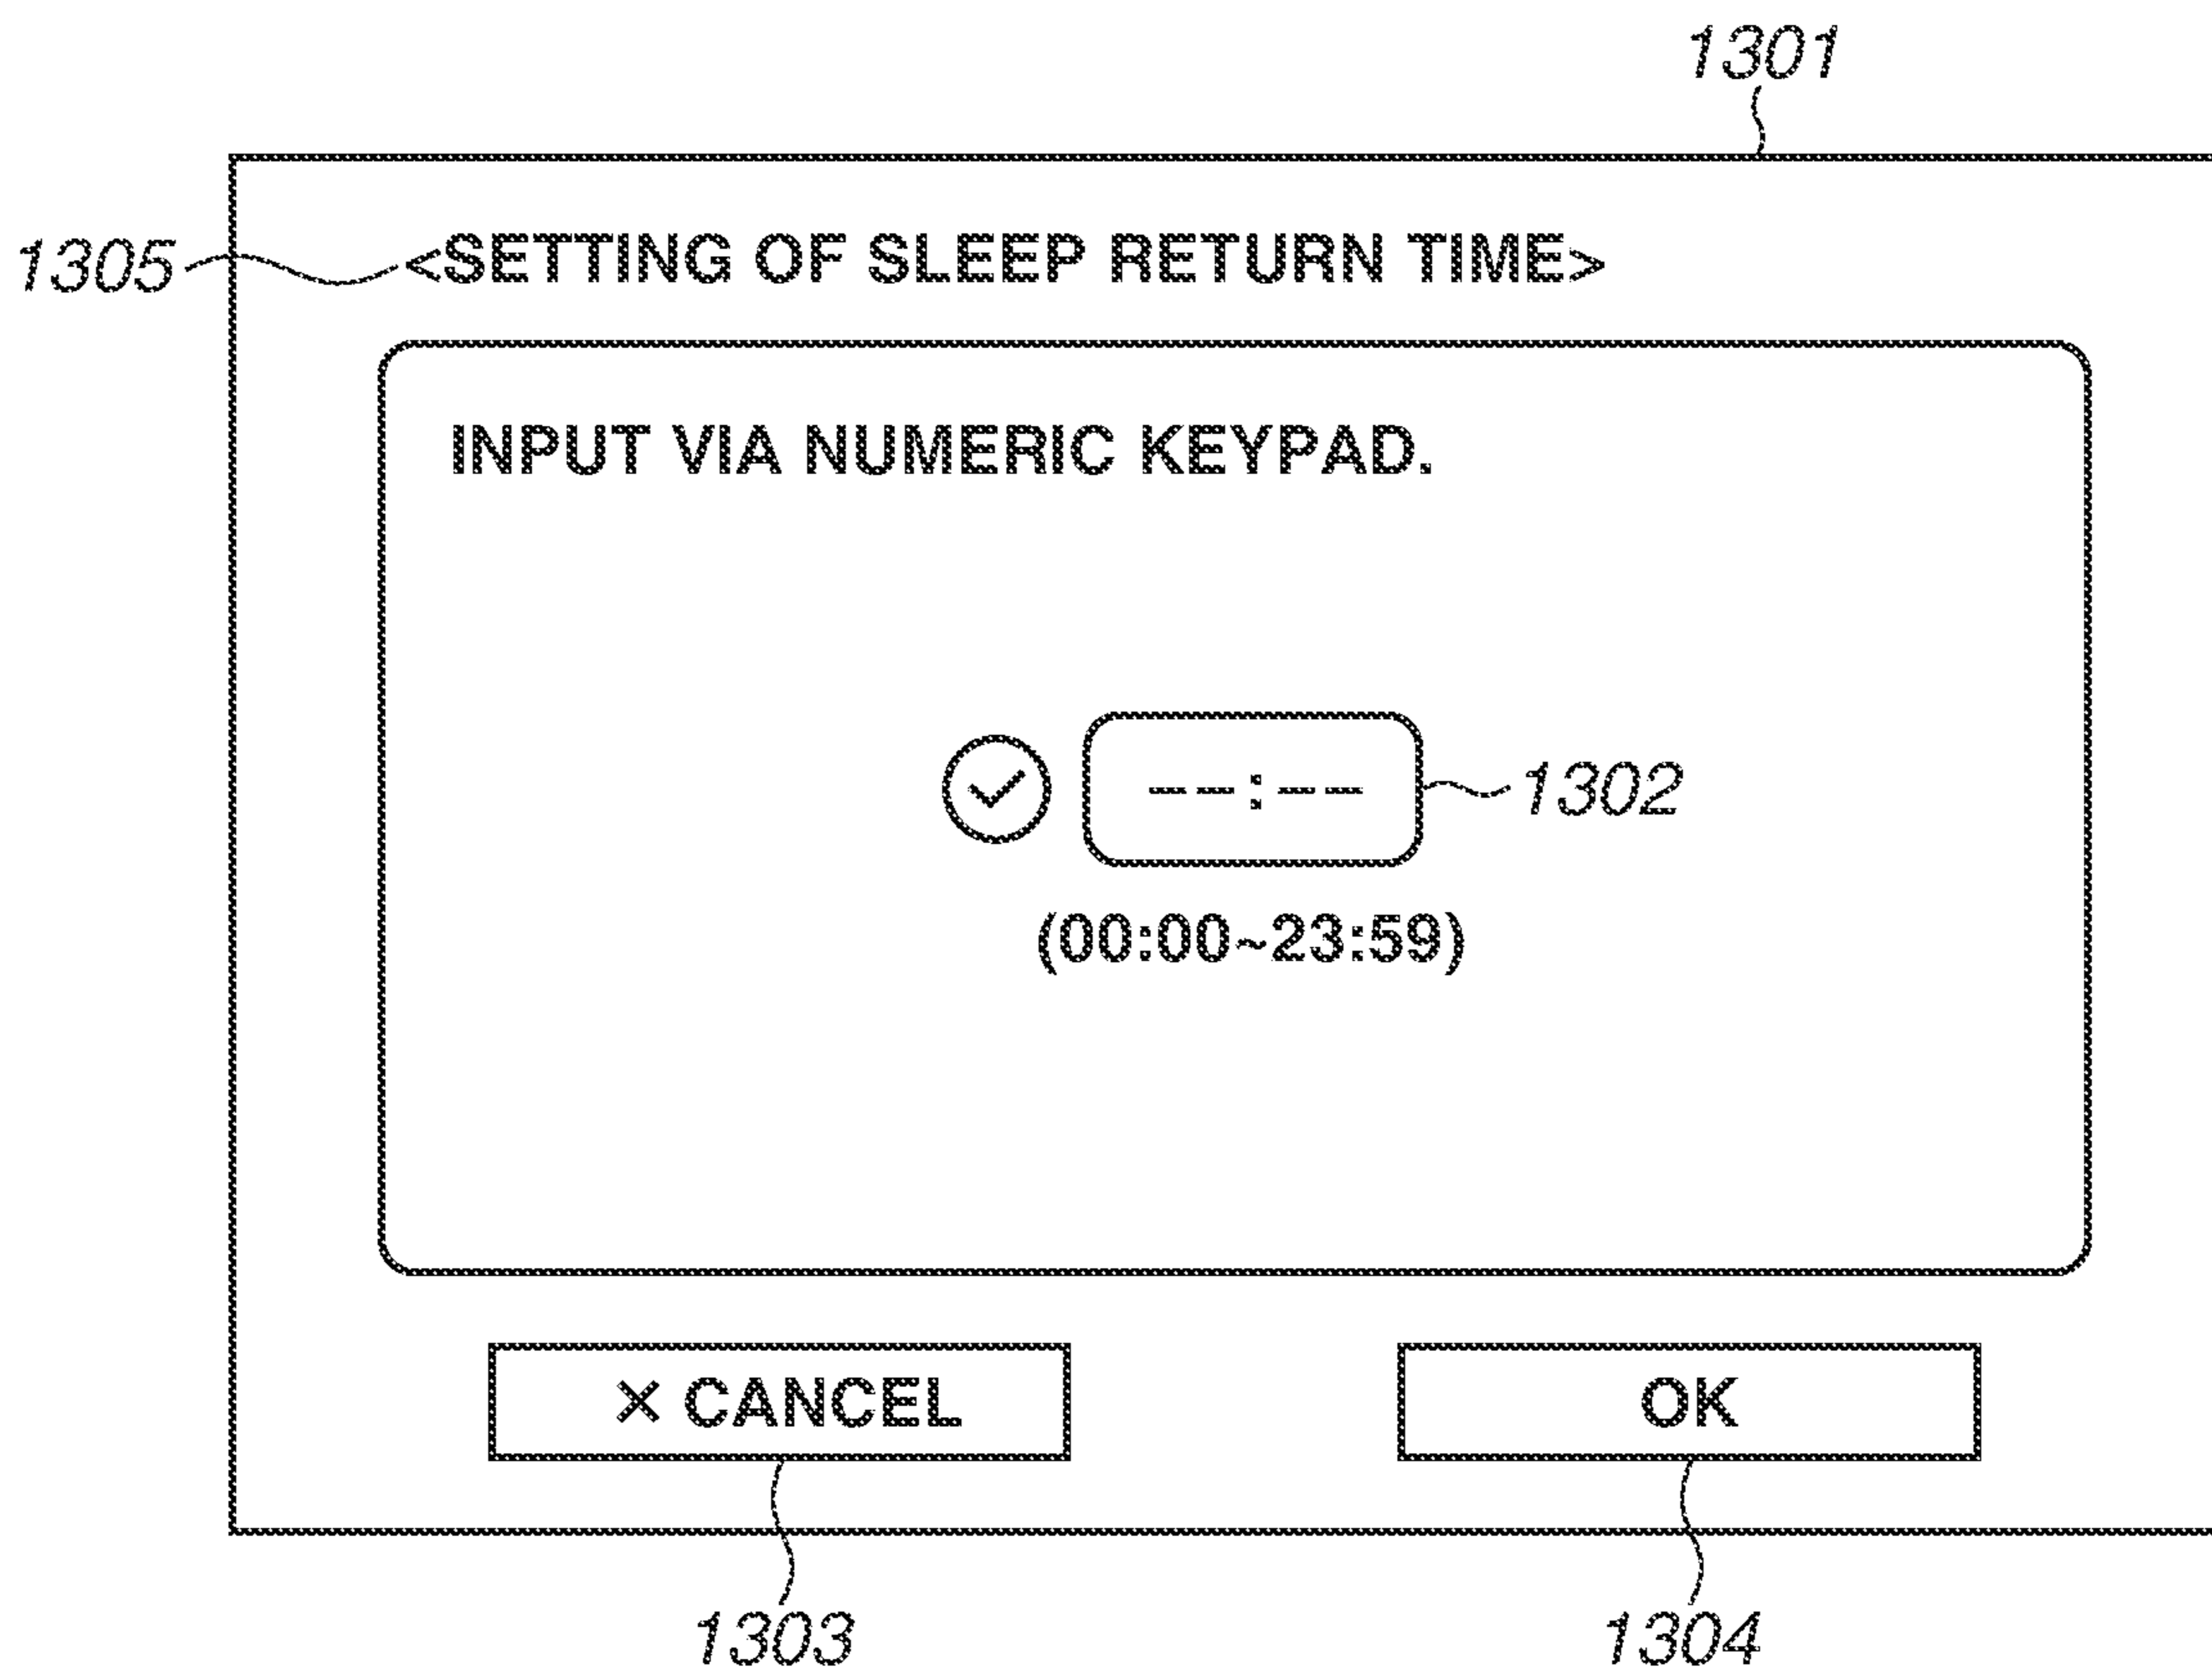 1301
1305 <SETTING OF SLEEP RETURN TIME>
INPUT VIA NUMERIC KEYPAD.
--:-- 1302
(00:00~23:59)
× CANCEL OK
1303 1304